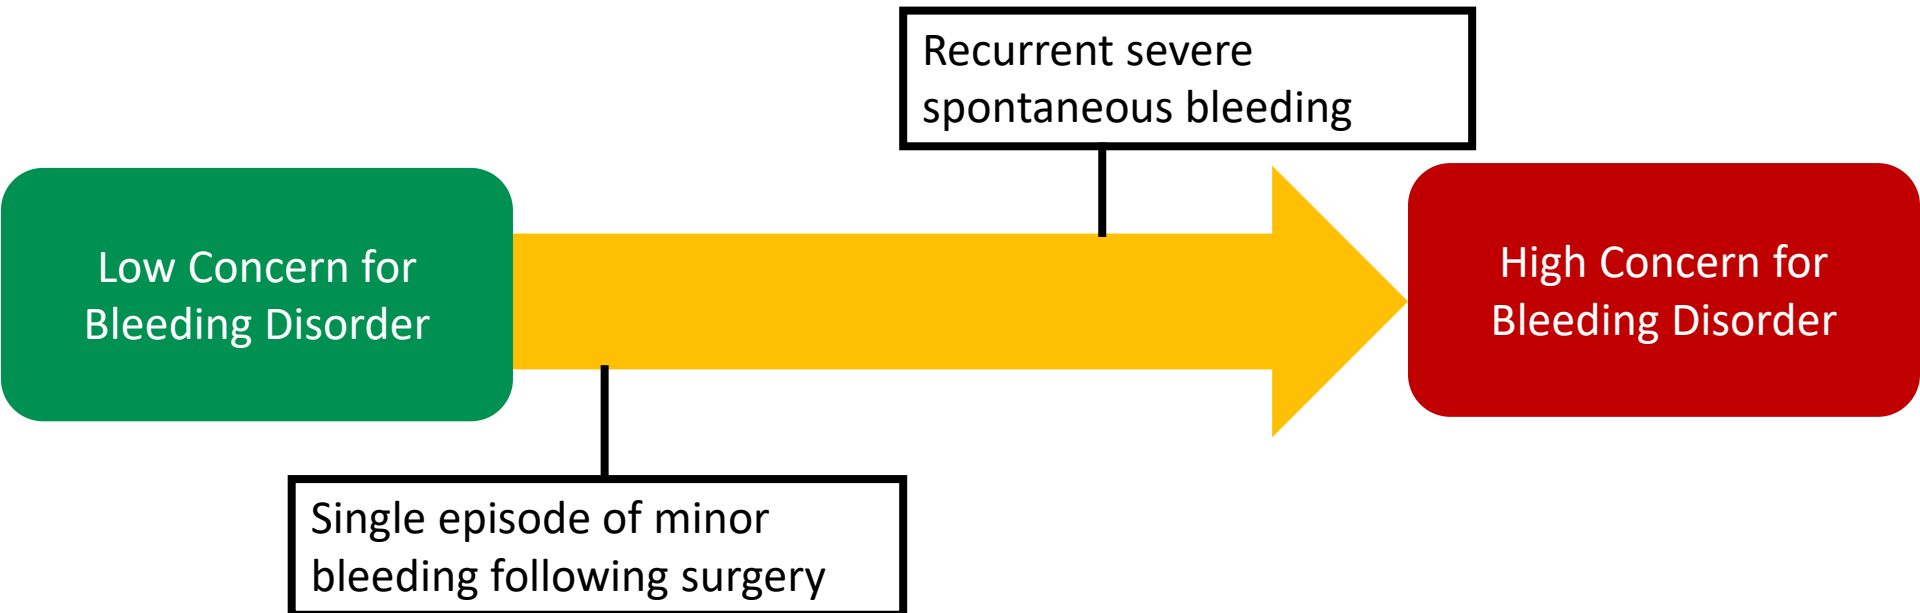 Recurrent severe
spontaneous bleeding
Low Concern for
Bleeding Disorder
High Concern for
Bleeding Disorder
Single episode of minor
bleeding following surgery